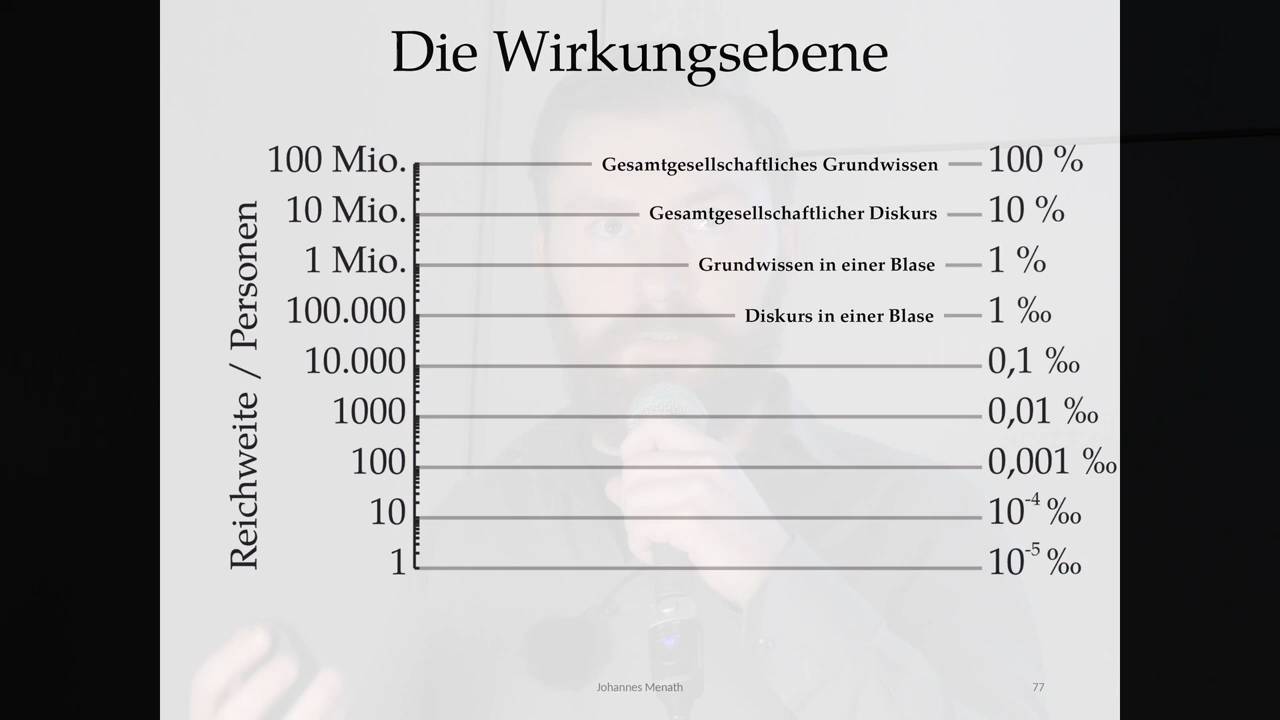 Die Wirkungsebene
Reichweite / Personen
100 Mio. Gesamtgesellschaftliches Grundwissen 100 %
10 Mio. Gesamtgesellschaftlicher Diskurs 10 %
1 Mio. Grundwissen in einer Blase 1 %
100.000 Diskurs in einer Blase 1 ‰
10.000 0,1 ‰
1000 0,01 ‰
100 0,001 ‰
10 10⁻⁴ ‰
1 10⁻⁵ ‰
Johannes Menath 77